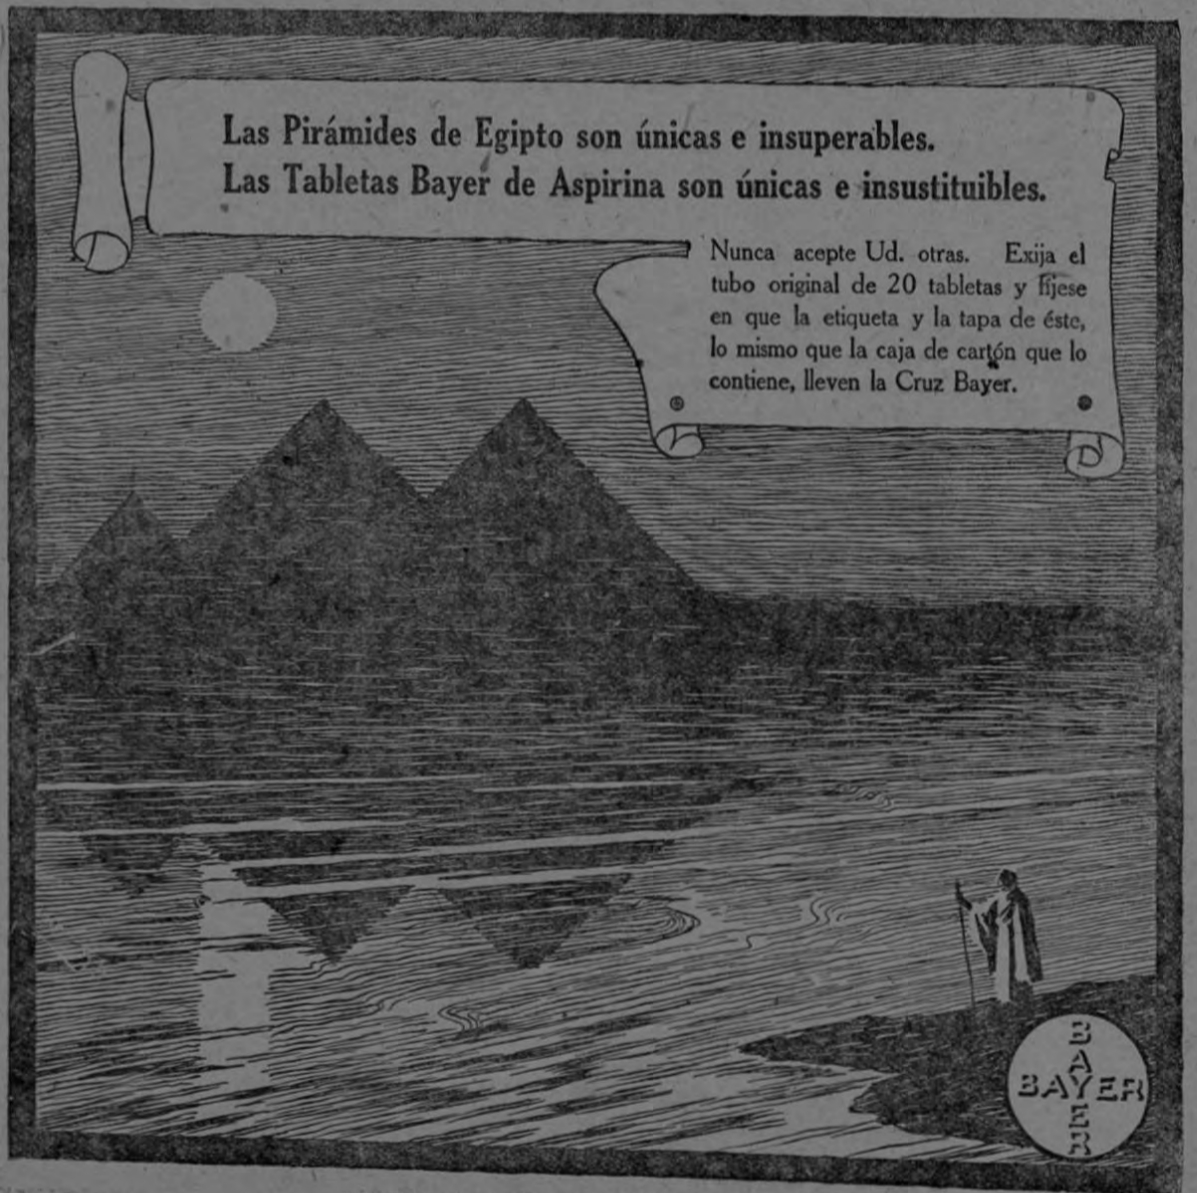 Las Pirámides de Egipto son únicas e insuperables.
Las Tabletas Bayer de Aspirina son únicas e insustituibles.
Nunca acepte Ud. otras. Exija el
tubo original de 20 tabletas y fíjese
en que la etiqueta y la tapa de éste,
lo mismo que la caja de cartón que lo
contiene, lleven la Cruz Bayer.
BAYER
BAYER